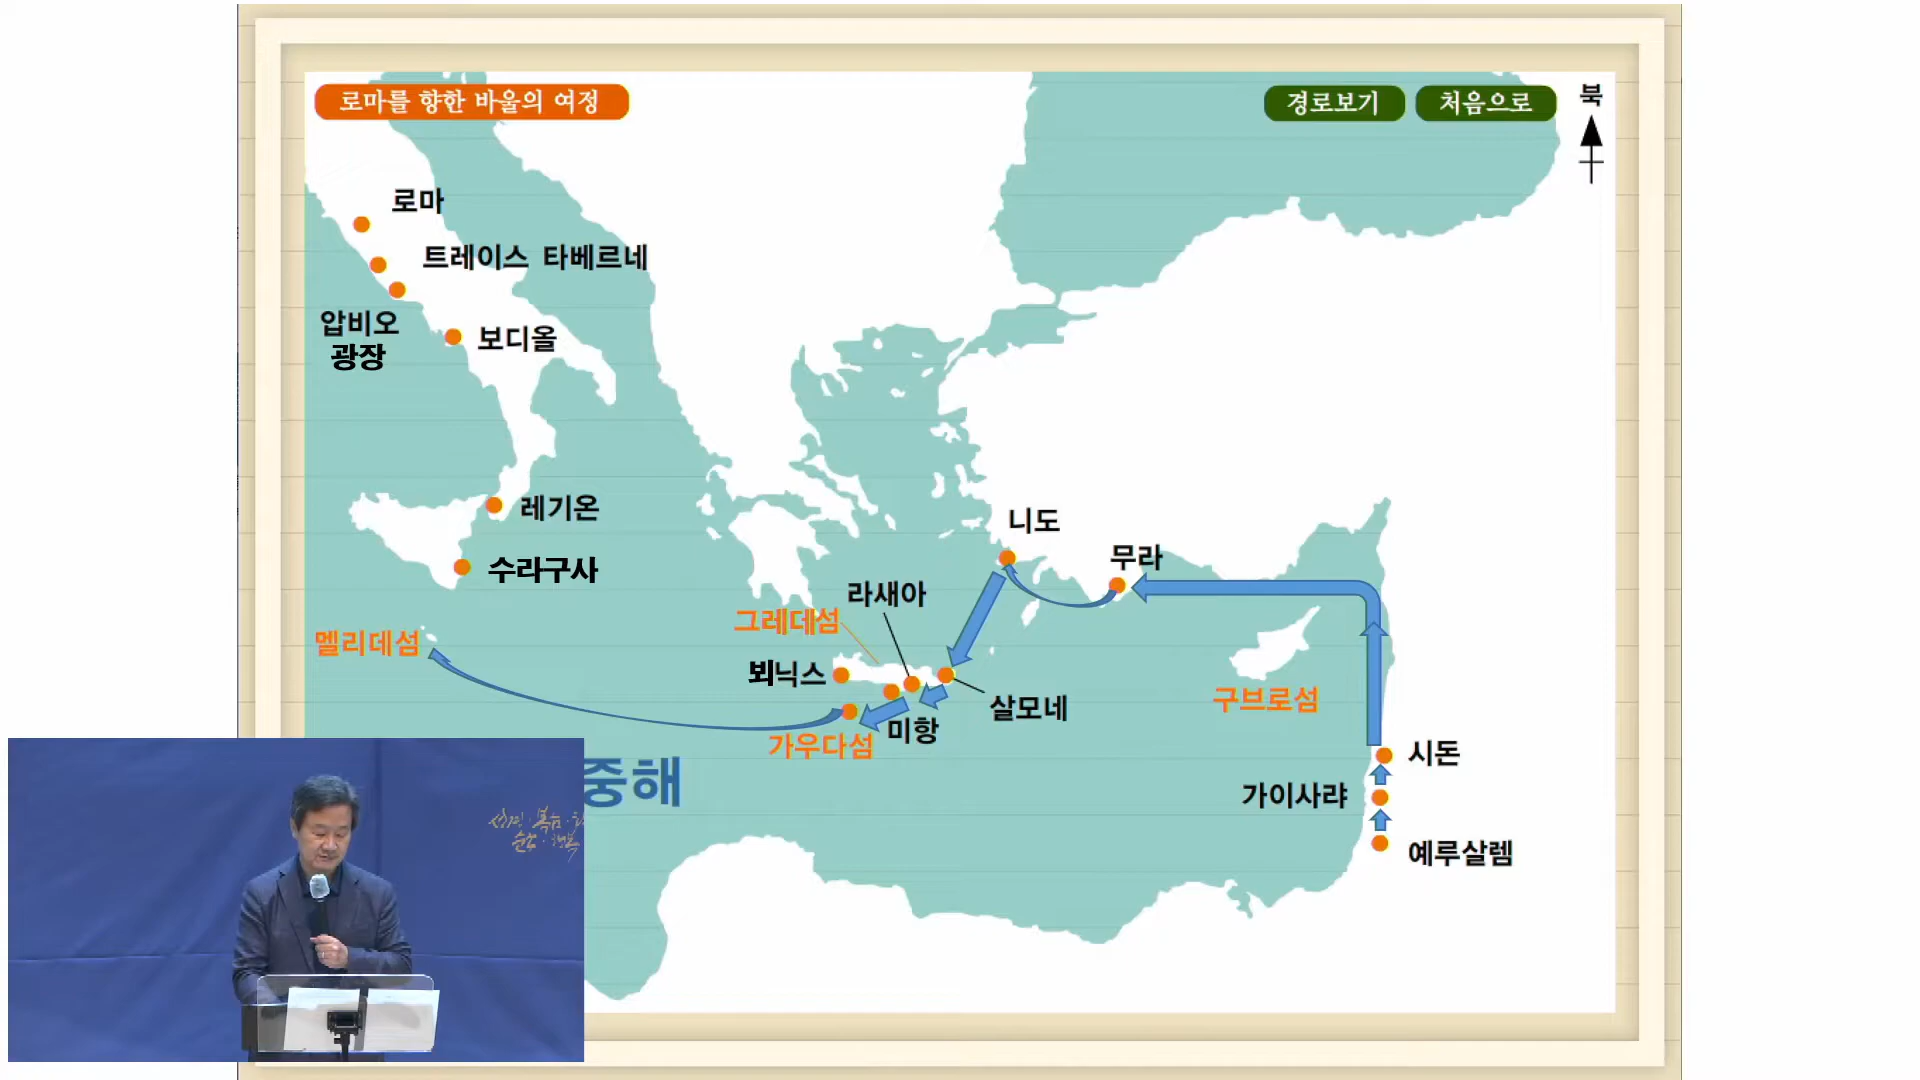 로마를 향한 바울의 여정
경로보기
처음으로
북
로마
트레이스 타베르네
압비오
광장
보디올
레기온
수라구사
니도
무라
라새아
그레데섬
멜리데섬
뵈닉스
살모네
구브로섬
미항
가우다섬
중해
시돈
가이사랴
예루살렘